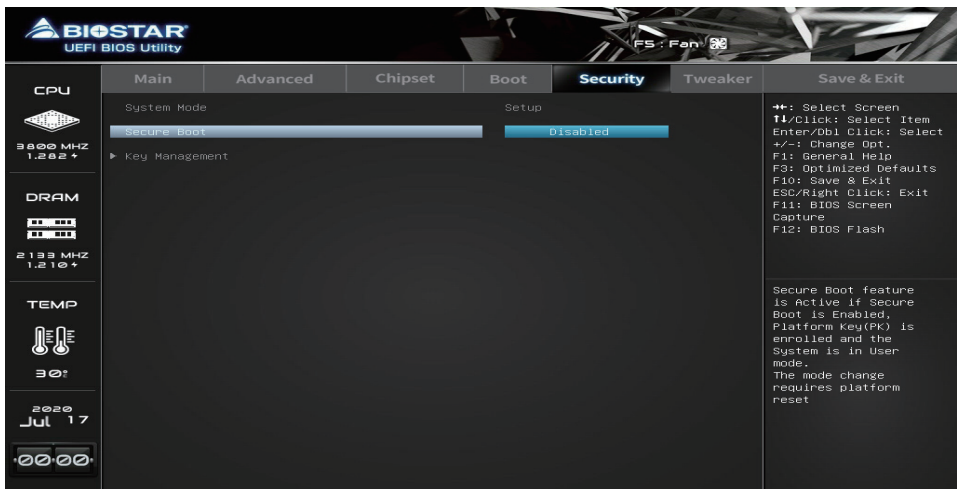 BIOSTAR
UEFI BIOS Utility
F5 : Fan
Main Advanced Chipset Boot Security Tweaker Save & Exit
CPU
3800 MHZ
1.282
DRAM
2133 MHZ
1.210
TEMP
30°
2020
Jul 17
00:00
System Mode Setup
Secure Boot Disabled
▶ Key Management
→←: Select Screen
↑↓/Click: Select Item
Enter/Dbl Click: Select
+/-: Change Opt.
F1: General Help
F3: Optimized Defaults
F10: Save & Exit
ESC/Right Click: Exit
F11: BIOS Screen
Capture
F12: BIOS Flash
Secure Boot feature
is Active if Secure
Boot is Enabled,
Platform Key(PK) is
enrolled and the
System is in User
mode.
The mode change
requires platform
reset